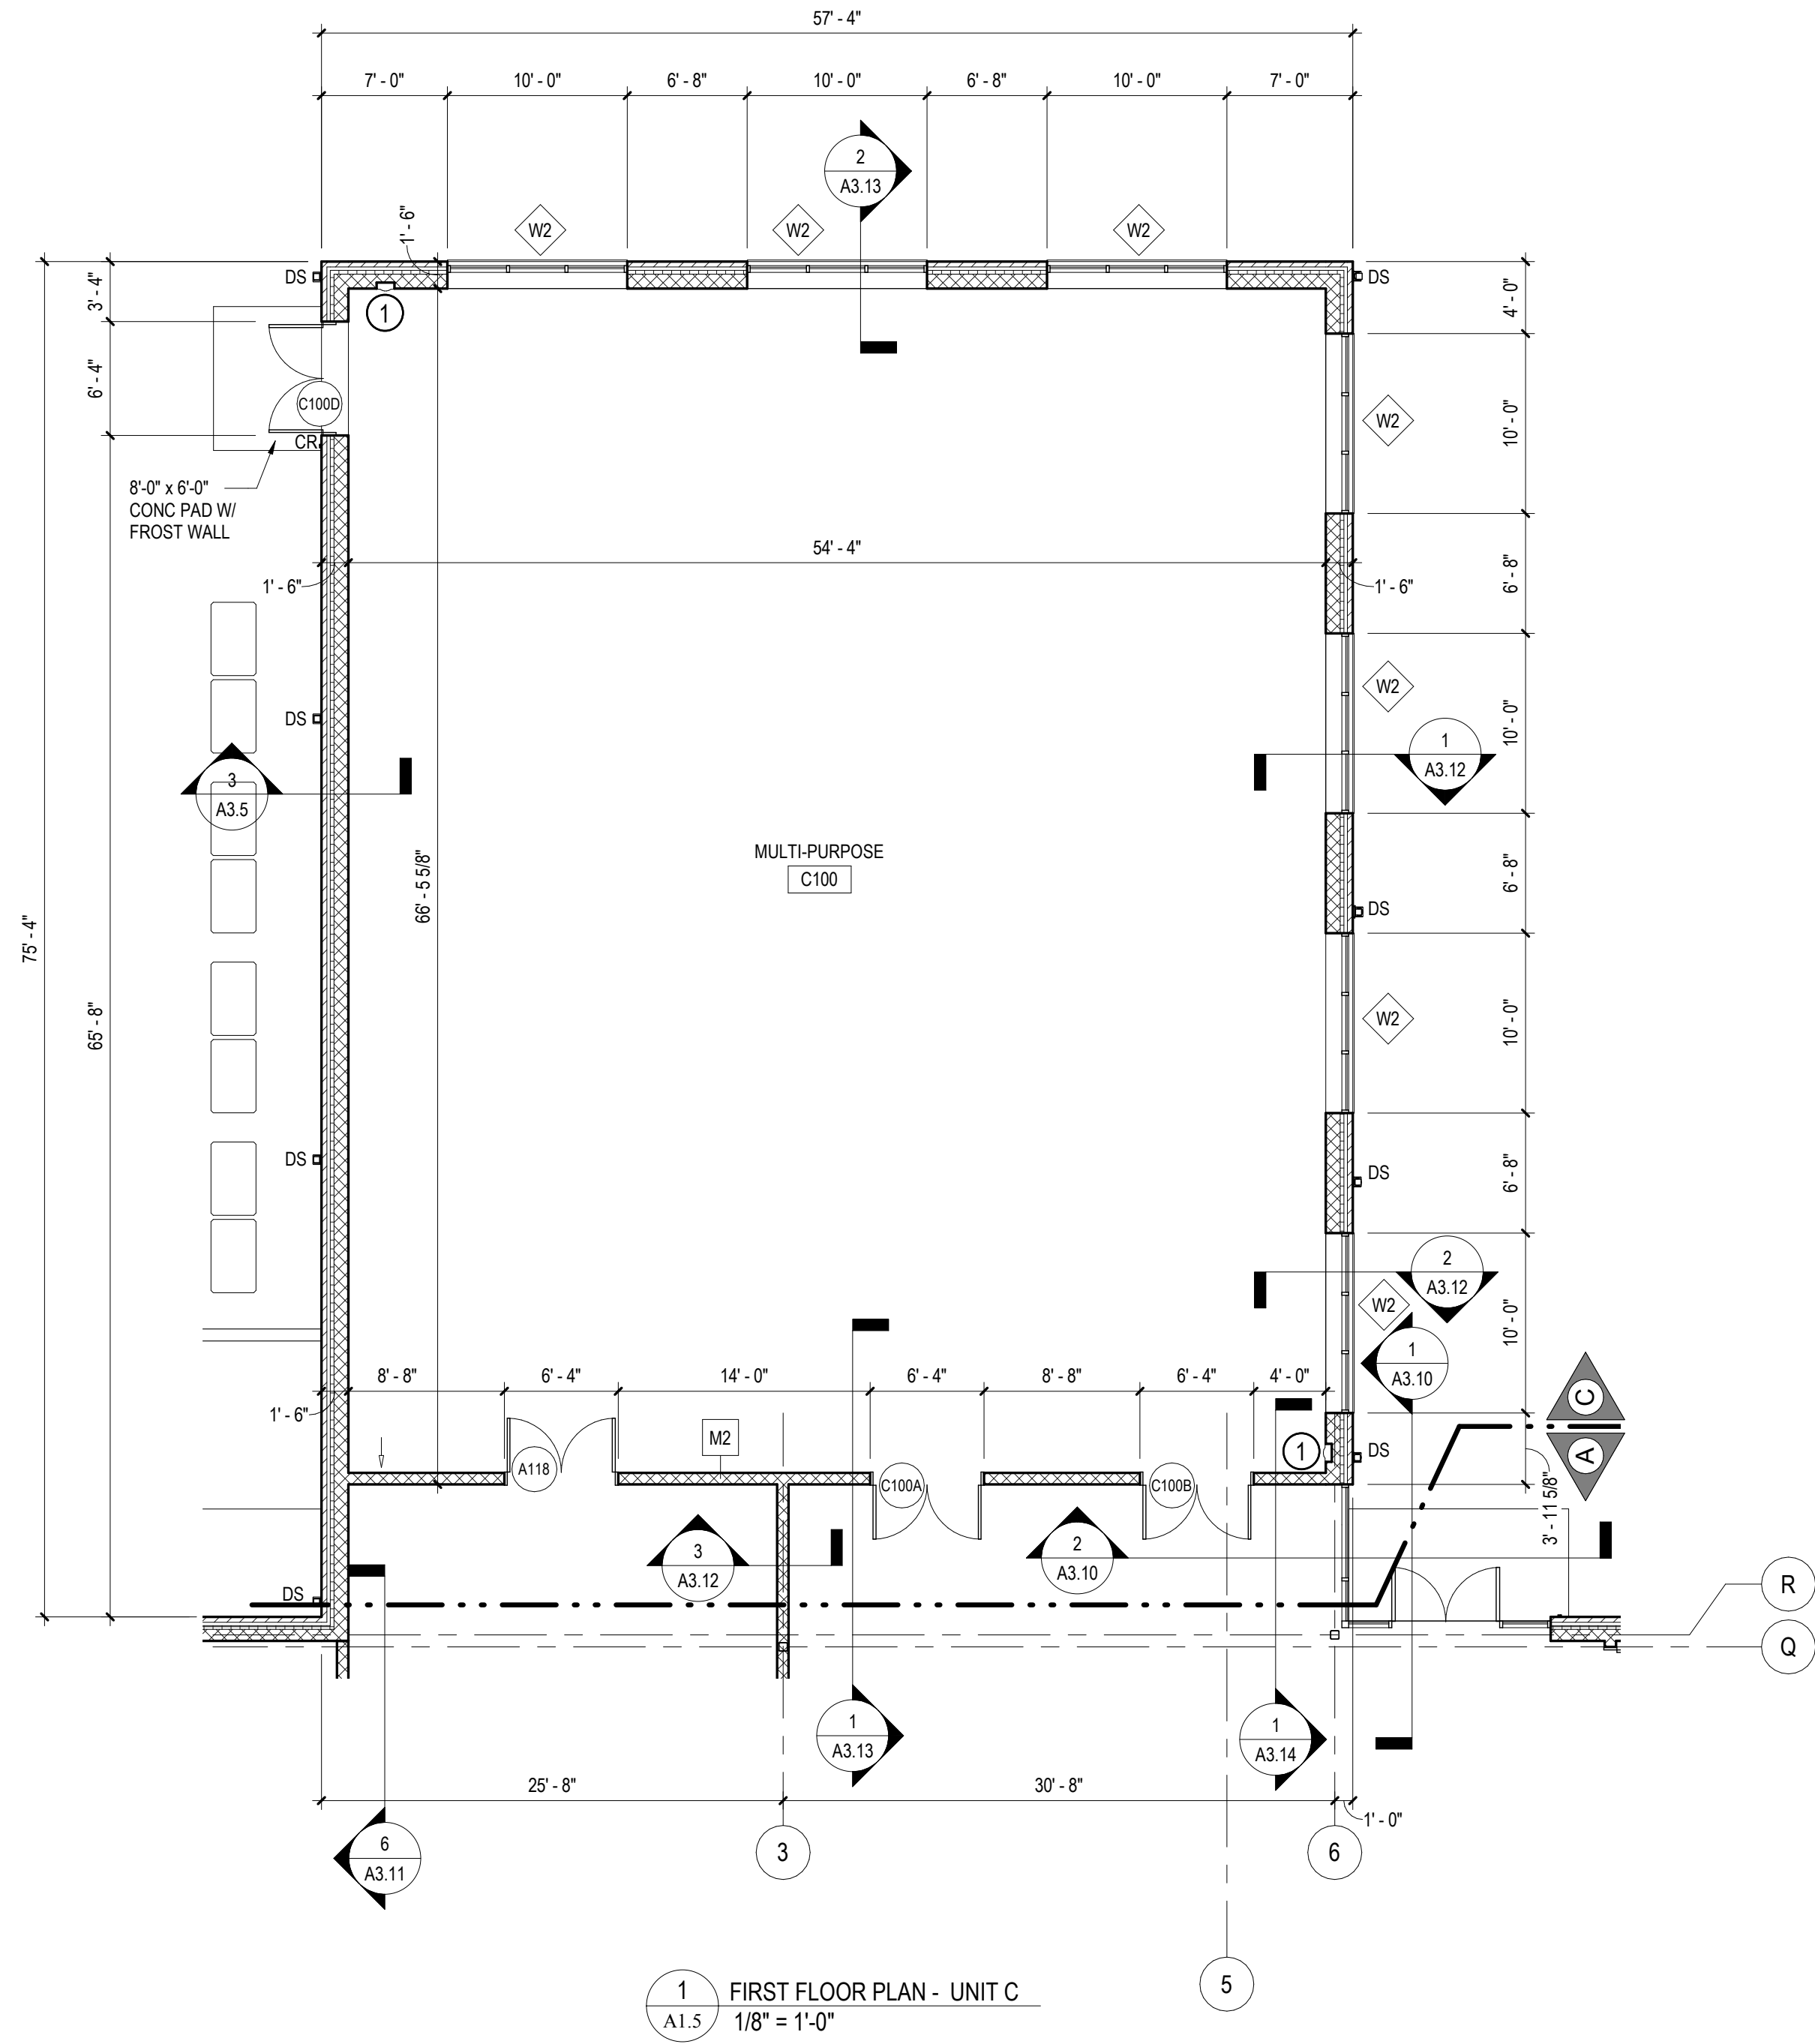 57' - 4"
7' - 0"
10' - 0"
6' - 8"
10' - 0"
6' - 8"
10' - 0"
7' - 0"
2
A3.13
1' - 6"
W2
W2
W2
DS
DS
3' - 4"
4' - 0"
1
6' - 4"
C100D
CR
W2
10' - 0"
8'-0" x 6'-0"
CONC PAD W/
FROST WALL
54' - 4"
1' - 6"
1' - 6"
6' - 8"
W2
DS
10' - 0"
1
A3.12
3
A3.5
MULTI-PURPOSE
C100
66' - 5 5/8"
6' - 8"
DS
75' - 4"
65' - 8"
W2
10' - 0"
DS
DS
6' - 8"
2
A3.12
W2
10' - 0"
1
A3.10
8' - 8"
6' - 4"
14' - 0"
6' - 4"
8' - 8"
6' - 4"
4' - 0"
1' - 6"
C
A
M2
1
DS
A118
C100A
C100B
3' - 11 5/8"
3
A3.12
2
A3.10
DS
R
Q
1
A3.13
1
A3.14
25' - 8"
30' - 8"
1' - 0"
6
A3.11
3
6
5
1
A1.5
FIRST FLOOR PLAN - UNIT C
1/8" = 1'-0"